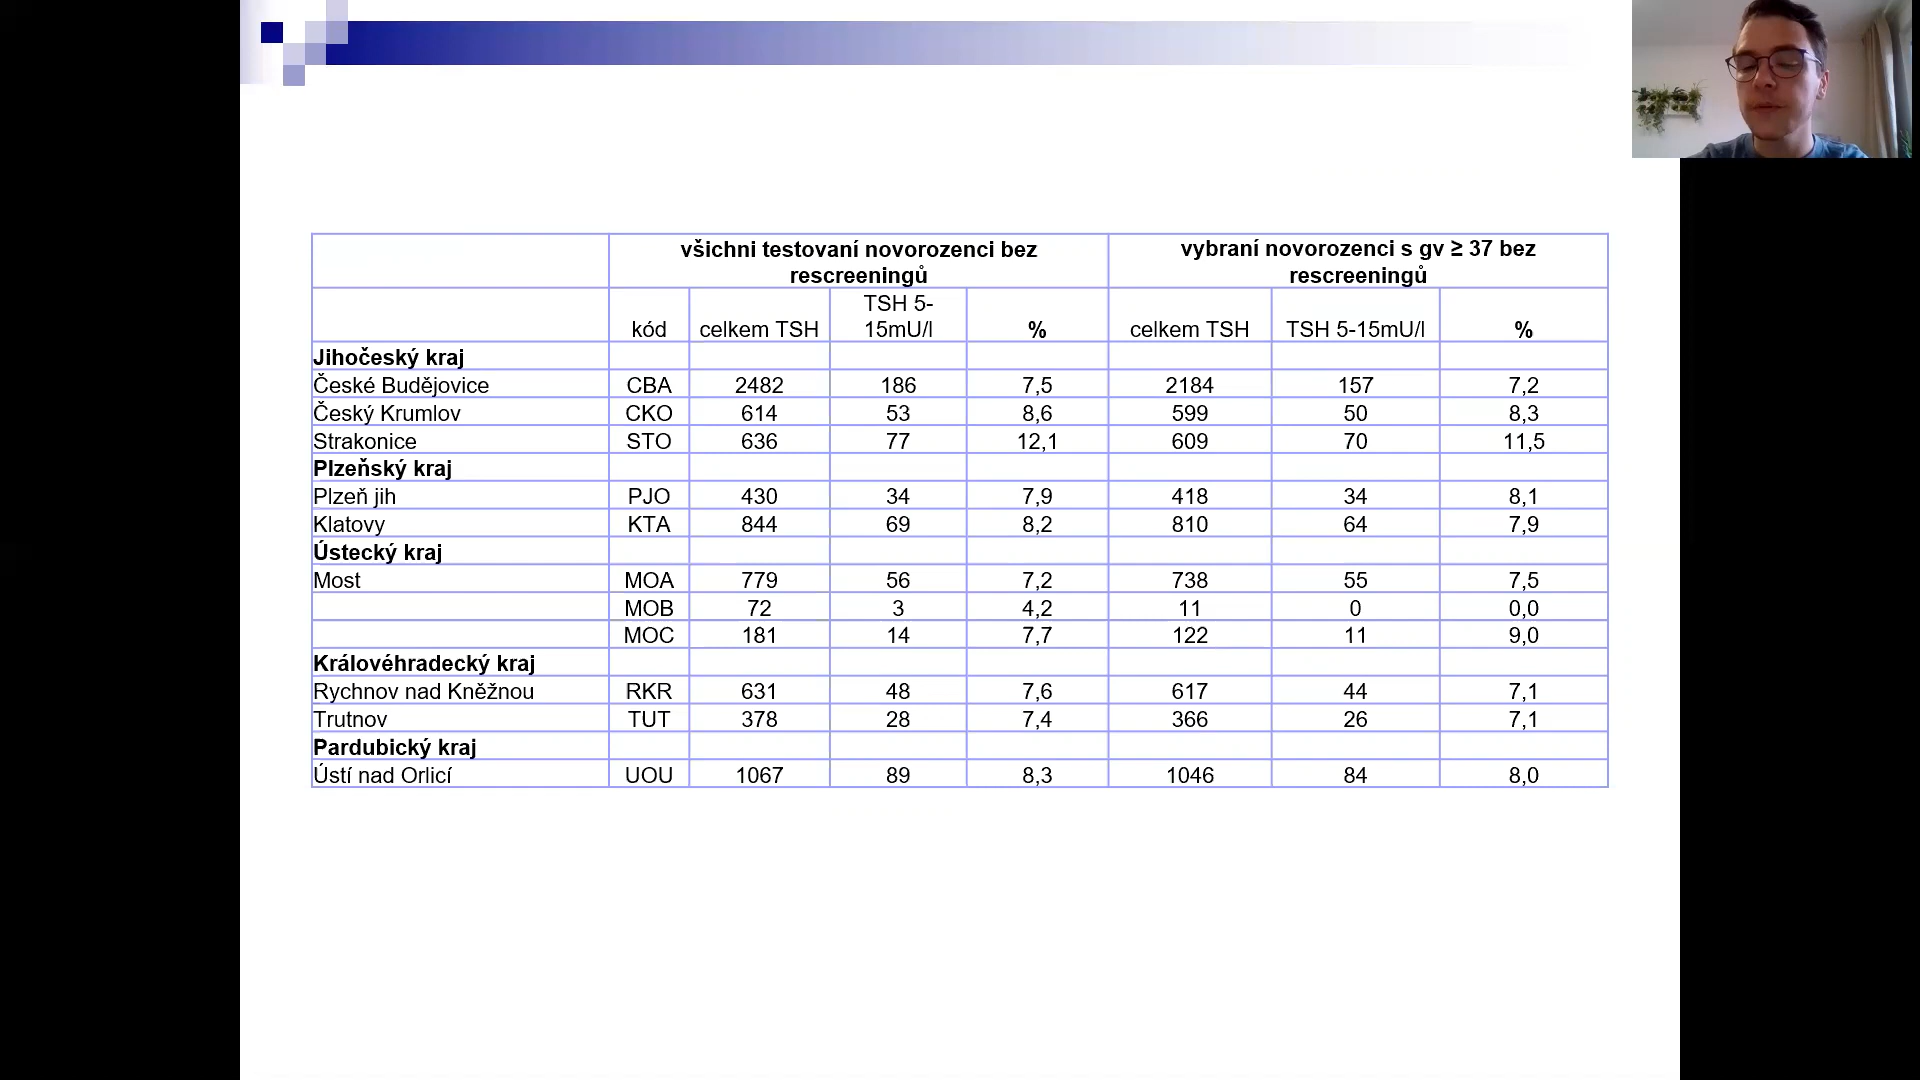 všichni testovaní novorozenci bez
rescreeningů
vybraní novorozenci s gv ≥ 37 bez
rescreeningů
kód celkem TSH TSH 5-
15mU/l % celkem TSH TSH 5-15mU/l %
Jihočeský kraj
České Budějovice CBA 2482 186 7,5 2184 157 7,2
Český Krumlov CKO 614 53 8,6 599 50 8,3
Strakonice STO 636 77 12,1 609 70 11,5
Plzeňský kraj
Plzeň jih PJO 430 34 7,9 418 34 8,1
Klatovy KTA 844 69 8,2 810 64 7,9
Ústecký kraj
Most MOA 779 56 7,2 738 55 7,5
MOB 72 3 4,2 11 0 0,0
MOC 181 14 7,7 122 11 9,0
Královéhradecký kraj
Rychnov nad Kněžnou RKR 631 48 7,6 617 44 7,1
Trutnov TUT 378 28 7,4 366 26 7,1
Pardubický kraj
Ústí nad Orlicí UOU 1067 89 8,3 1046 84 8,0